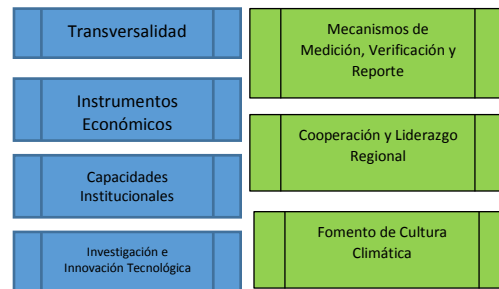 Transversalidad
Instrumentos
Económicos
Capacidades
Institucionales
Investigación e
Innovación Tecnológica
Mecanismos de
Medición, Verificación y
Reporte
Cooperación y Liderazgo
Regional
Fomento de Cultura
Climática